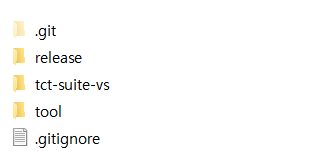 .git
release
tct-suite-vs
tool
.gitignore